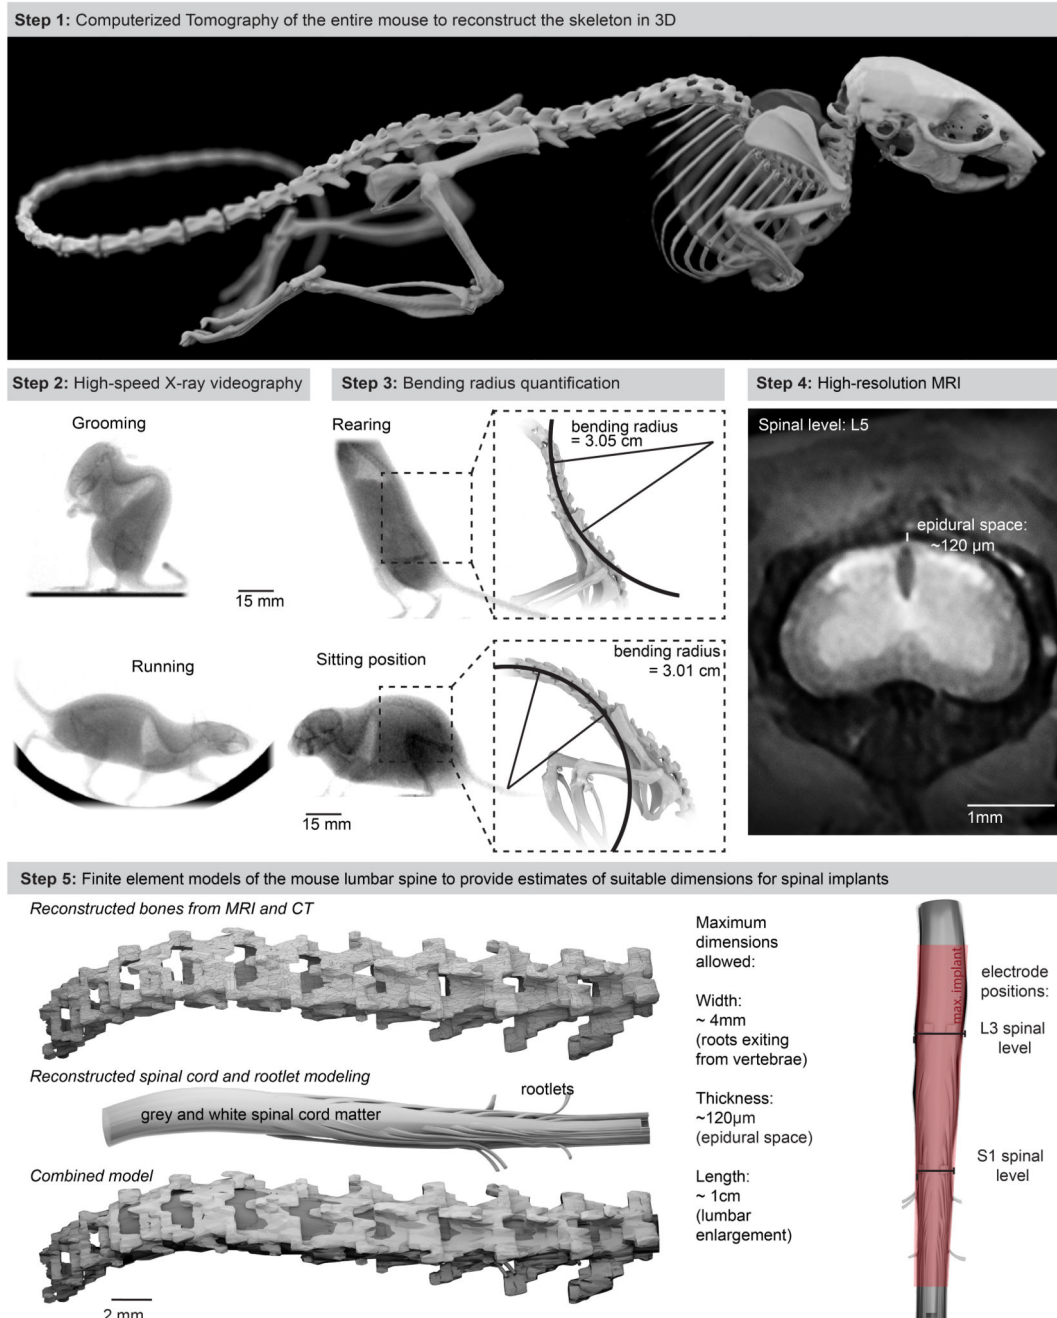 Step 1: Computerized Tomography of the entire mouse to reconstruct the skeleton in 3D
Step 2: High-speed X-ray videography
Step 3: Bending radius quantification
Step 4: High-resolution MRI
Grooming
15 mm
Running
Rearing
bending radius
= 3.05 cm
Sitting position
15 mm
bending radius
= 3.01 cm
Spinal level: L5
epidural space:
~120 µm
1mm
Step 5: Finite element models of the mouse lumbar spine to provide estimates of suitable dimensions for spinal implants
Reconstructed bones from MRI and CT
Reconstructed spinal cord and rootlet modeling
rootlets
grey and white spinal cord matter
Combined model
2 mm
Maximum
dimensions
allowed:
Width:
~ 4mm
(roots exiting
from vertebrae)
Thickness:
~120µm
(epidural space)
Length:
~ 1cm
(lumbar
enlargement)
max. implant
electrode
positions:
L3 spinal
level
S1 spinal
level